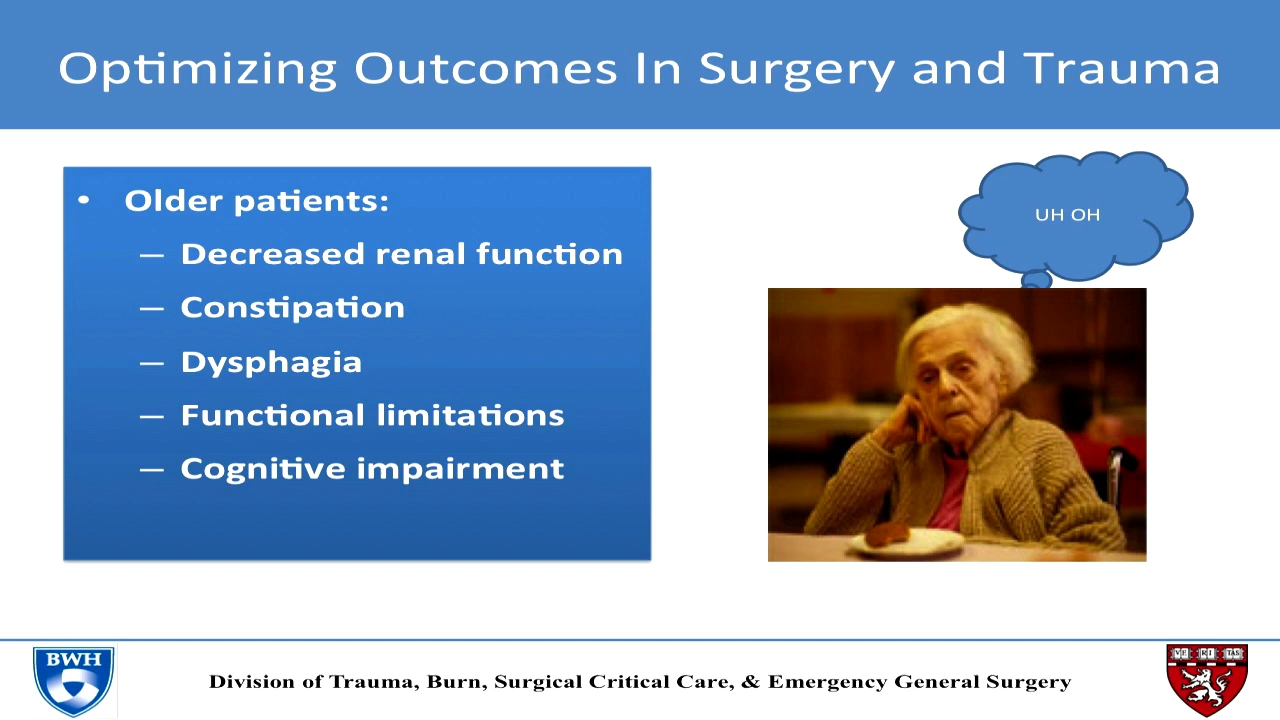 Optimizing Outcomes In Surgery and Trauma
• Older patients:
– Decreased renal function
– Constipation
– Dysphagia
– Functional limitations
– Cognitive impairment
UH OH
BWH
Division of Trauma, Burn, Surgical Critical Care, & Emergency General Surgery
VE RI TAS